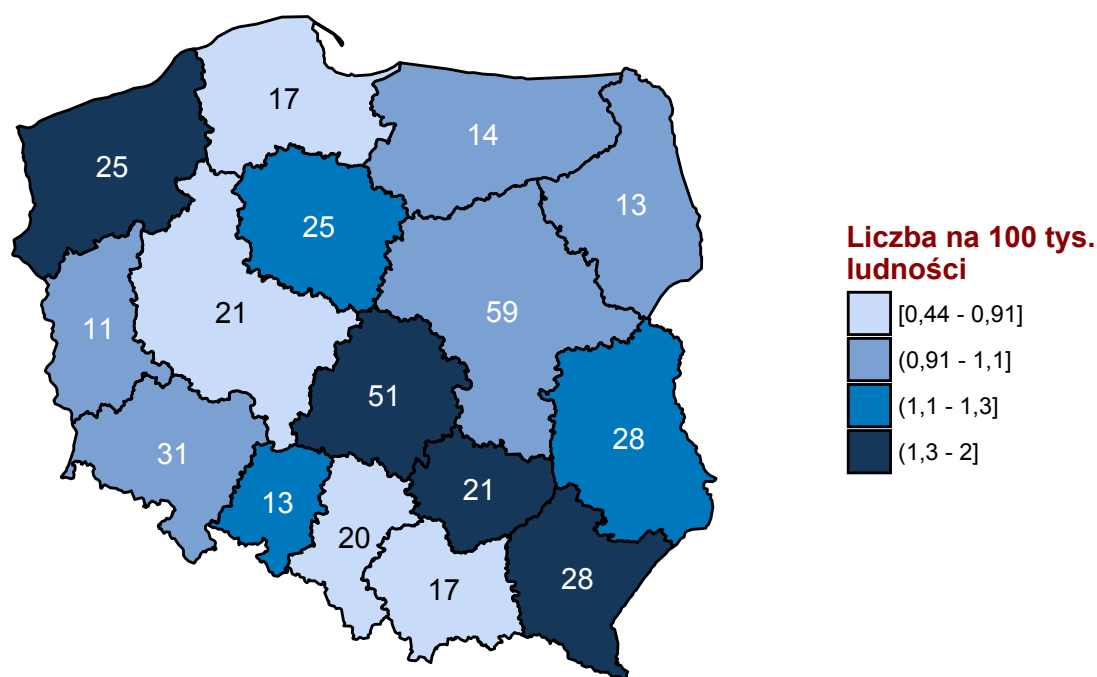 17
14
25
13
25
59
21
11
51
28
31
21
13
20
28
17
Liczba na 100 tys.
ludności
[0,44 - 0,91]
(0,91 - 1,1]
(1,1 - 1,3]
(1,3 - 2]